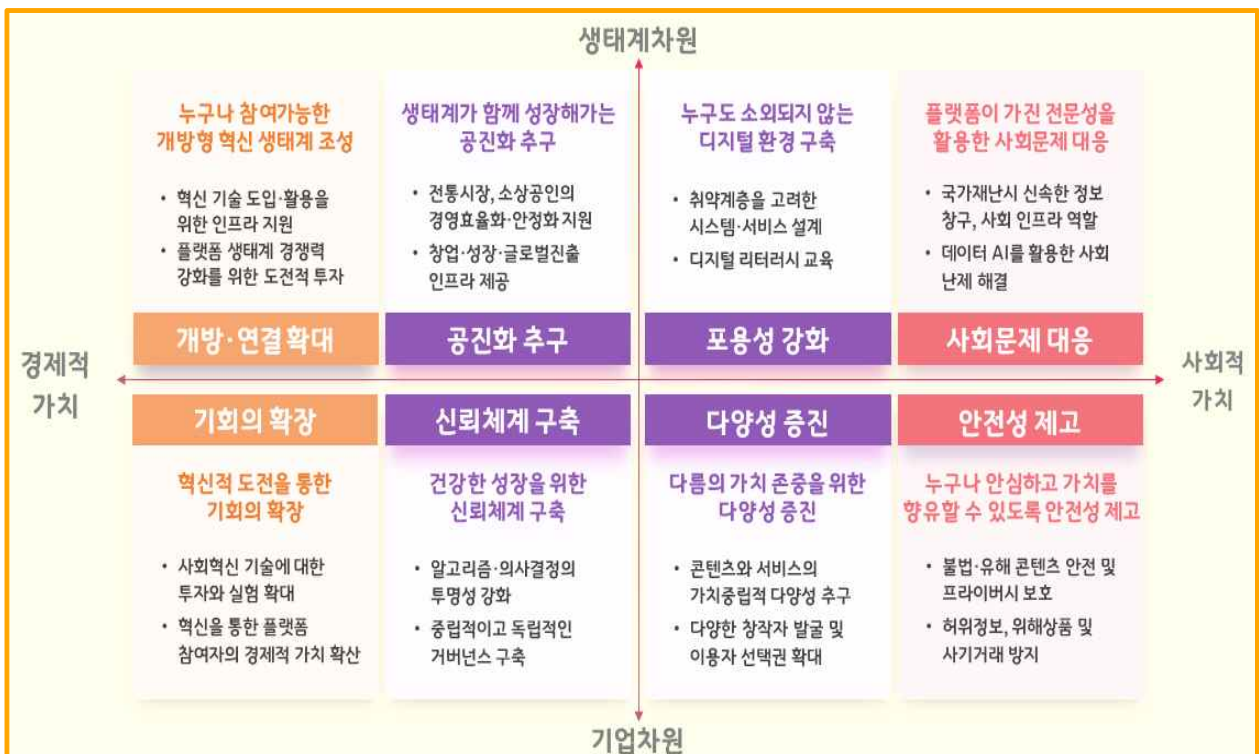 생태계차원
누구나 참여가능한
개방형 혁신 생태계 조성
• 혁신 기술 도입·활용을
위한 인프라 지원
• 플랫폼 생태계 경쟁력
강화를 위한 도전적 투자
개방·연결 확대
생태계가 함께 성장해가는
공진화 추구
• 전통시장, 소상공인의
경영효율화·안정화 지원
• 창업·성장·글로벌진출
인프라 제공
공진화 추구
누구도 소외되지 않는
디지털 환경 구축
• 취약계층을 고려한
시스템·서비스 설계
• 디지털 리터러시 교육
포용성 강화
플랫폼이 가진 전문성을
활용한 사회문제 대응
• 국가재난시 신속한 정보
창구, 사회 인프라 역할
• 데이터 AI를 활용한 사회
난제 해결
사회문제 대응
경제적
가치
사회적
가치
기회의 확장
혁신적 도전을 통한
기회의 확장
• 사회혁신 기술에 대한
투자와 실험 확대
• 혁신을 통한 플랫폼
참여자의 경제적 가치 확산
신뢰체계 구축
건강한 성장을 위한
신뢰체계 구축
• 알고리즘·의사결정의
투명성 강화
• 중립적이고 독립적인
거버넌스 구축
다양성 증진
다름의 가치 존중을 위한
다양성 증진
• 콘텐츠와 서비스의
가치중립적 다양성 추구
• 다양한 창작자 발굴 및
이용자 선택권 확대
안전성 제고
누구나 안심하고 가치를
향유할 수 있도록 안전성 제고
• 불법·유해 콘텐츠 안전 및
프라이버시 보호
• 허위정보, 위해상품 및
사기거래 방지
기업차원